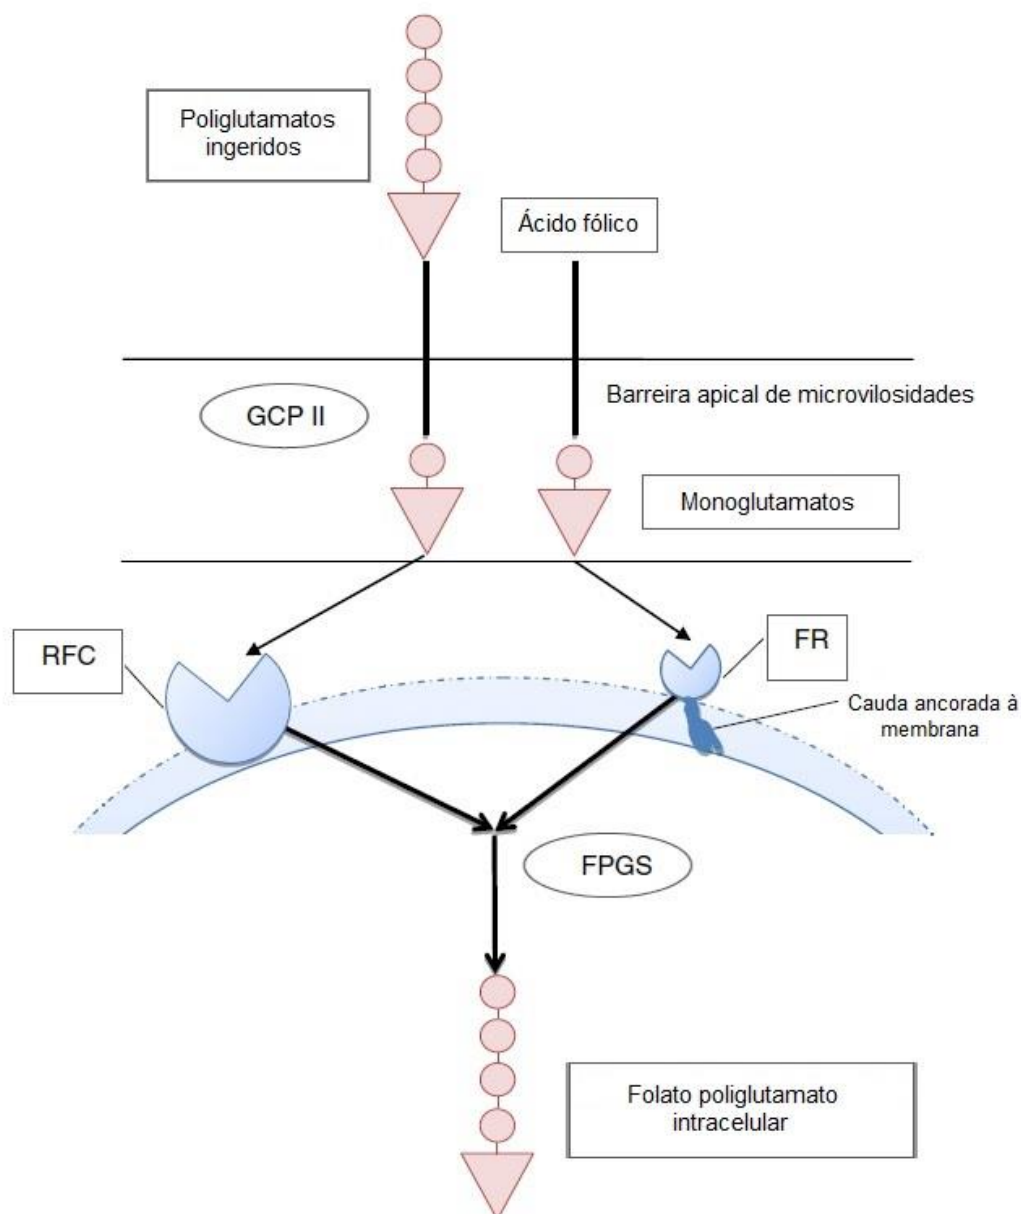 Poliglutamatos
ingeridos
Ácido fólico
Barreira apical de microvilosidades
GCP II
Monoglutamatos
RFC
FR
Cauda ancorada à
membrana
FPGS
Folato poliglutamato
intracelular